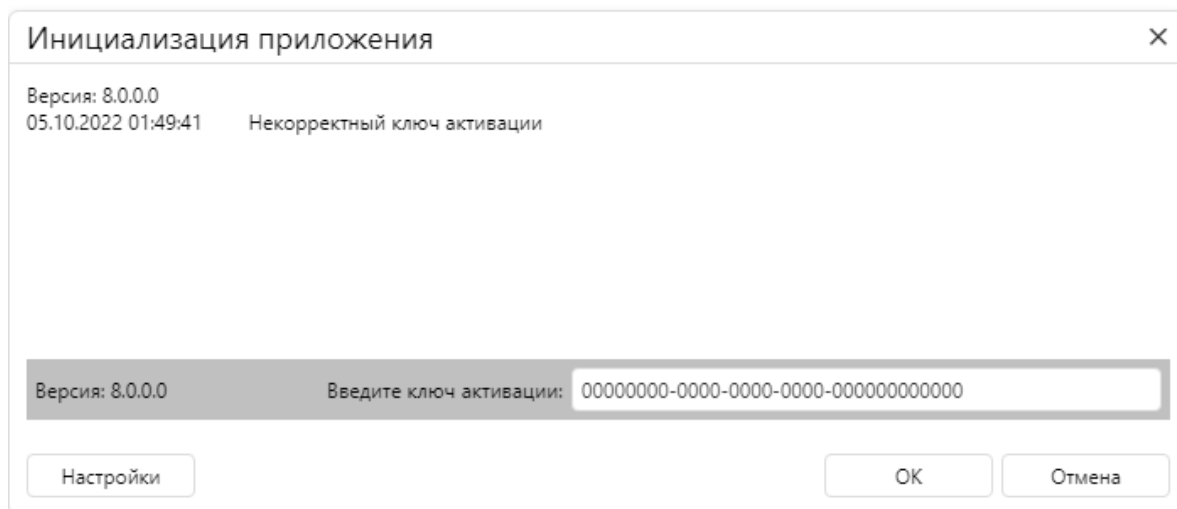 Инициализация приложения
Версия: 8.0.0.0
05.10.2022 01:49:41 Некорректный ключ активации
Версия: 8.0.0.0 Введите ключ активации: 00000000-0000-0000-0000-000000000000
Настройки ОК Отмена